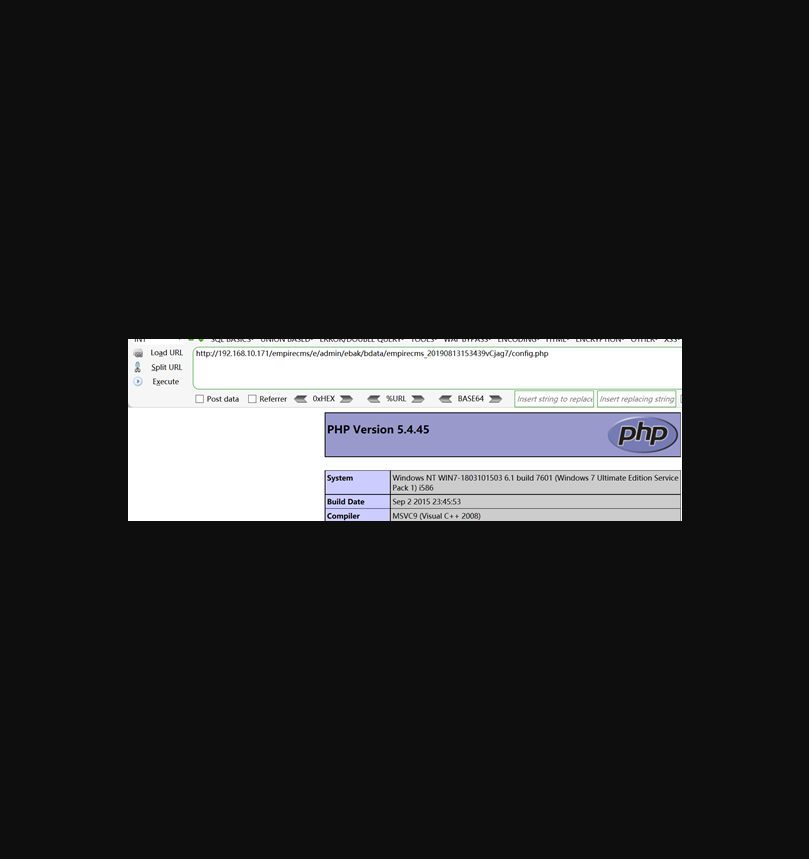 INT SQL BASICS UNION BASED ERROR/DOUBLE QUERY TOOLS WAF BYPASS ENCODING HTML ENCRYPTION OTHER XSS
Load URL http://192.168.10.171/empirecms/e/admin/ebak/bdata/empirecms_20190813153439vCjag7/config.php
Split URL
Execute
Post data Referrer 0xHEX %URL BASE64 Insert string to replace Insert replacing string
PHP Version 5.4.45 php
System Windows NT WIN7-1803101503 6.1 build 7601 (Windows 7 Ultimate Edition Service
Pack 1) i586
Build Date Sep 2 2015 23:45:53
Compiler MSVC9 (Visual C++ 2008)